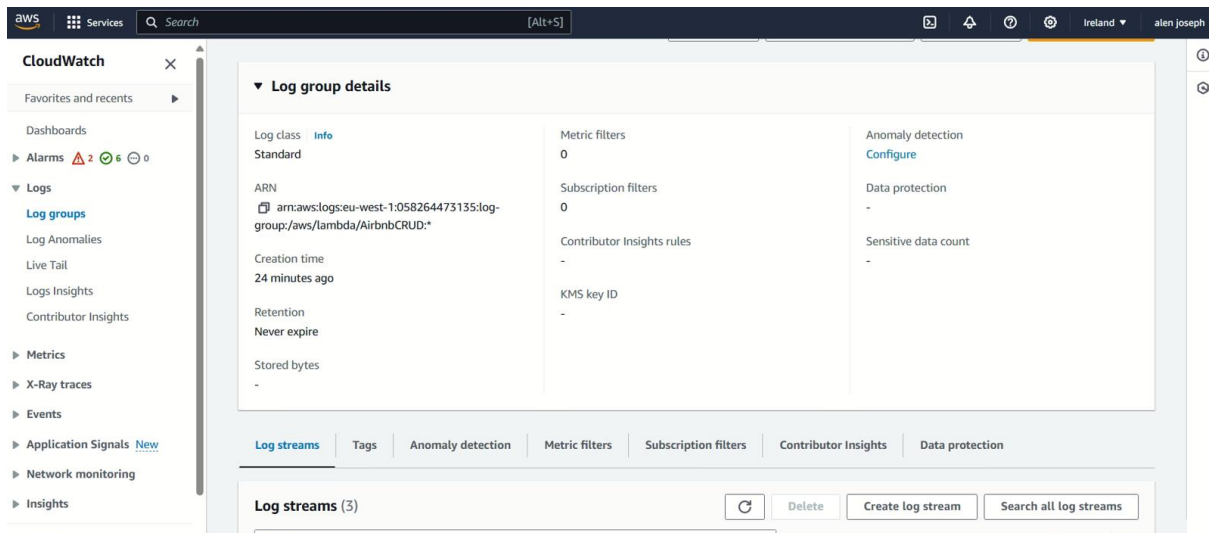 aws Services Search [Alt+S] Ireland alen joseph
CloudWatch
Favorites and recents
Dashboards
Alarms 2 6 0
Logs
Log groups
Log Anomalies
Live Tail
Logs Insights
Contributor Insights
Metrics
X-Ray traces
Events
Application Signals New
Network monitoring
Insights
Log group details
Log class Info
Standard
ARN
arn:aws:logs:eu-west-1:058264473135:log-
group:/aws/lambda/AirbnbCRUD:*
Creation time
24 minutes ago
Retention
Never expire
Stored bytes
-
Metric filters
0
Subscription filters
0
Contributor Insights rules
-
KMS key ID
-
Anomaly detection
Configure
Data protection
-
Sensitive data count
-
Log streams Tags Anomaly detection Metric filters Subscription filters Contributor Insights Data protection
Log streams (3) Delete Create log stream Search all log streams